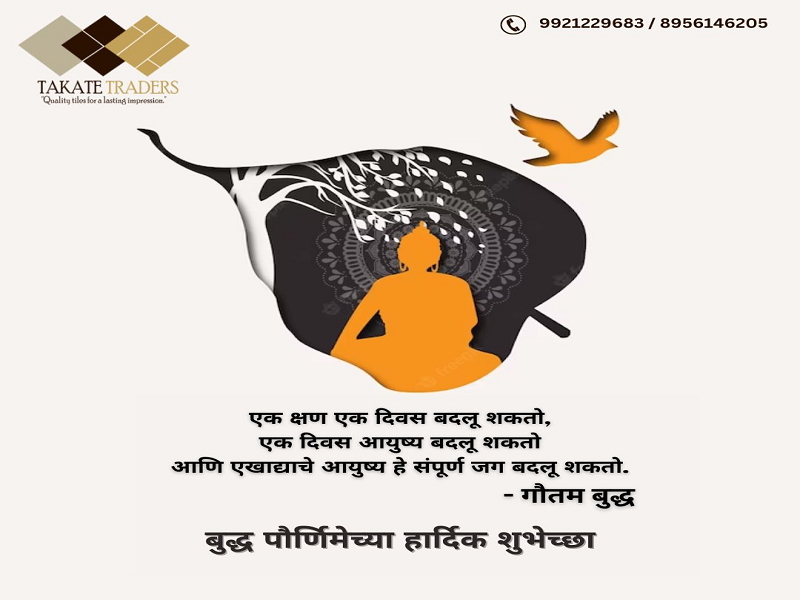 9921229683 / 8956146205
TAKATE TRADERS
"Quality tiles for a lasting impression."
एक क्षण एक दिवस बदलू शकतो,
एक दिवस आयुष्य बदलू शकतो
आणि एखाद्याचे आयुष्य हे संपूर्ण जग बदलू शकतो.
- गौतम बुद्ध
बुद्ध पौर्णिमेच्या हार्दिक शुभेच्छा